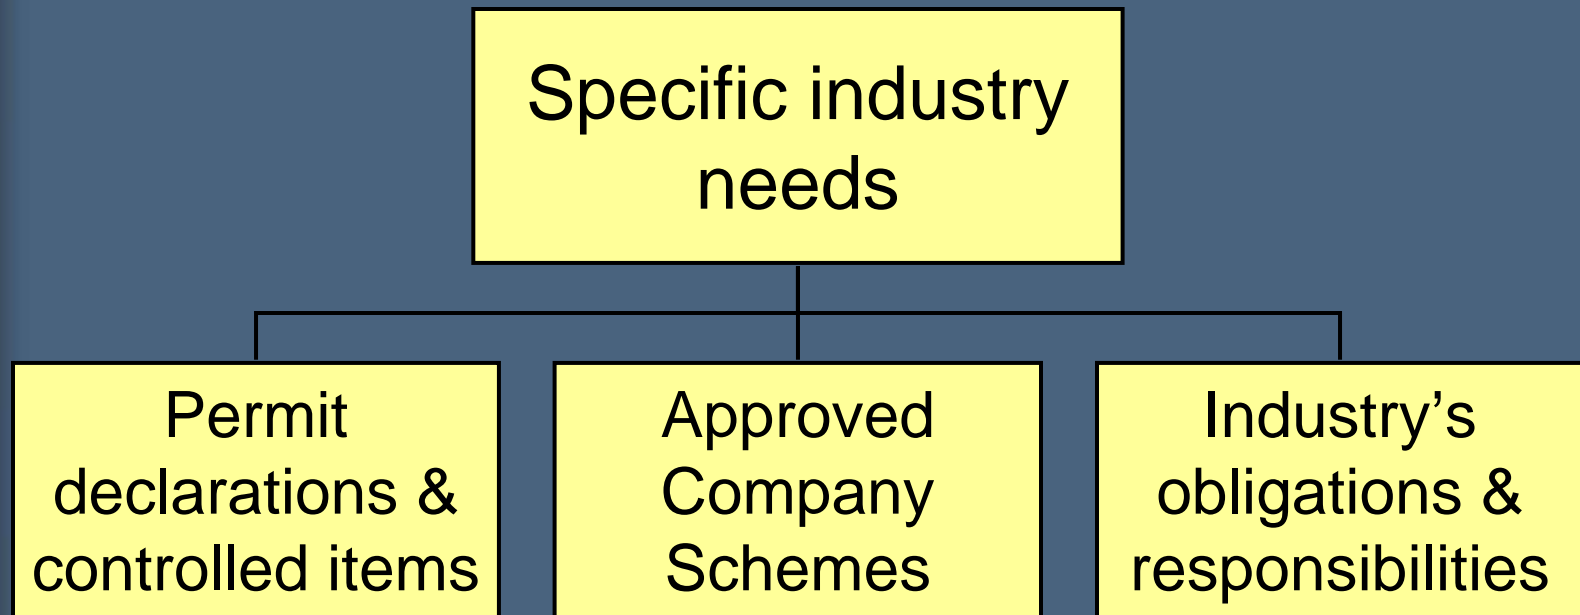 Specific industry
needs
Permit
declarations &
controlled items
Approved
Company
Schemes
Industry’s
obligations &
responsibilities